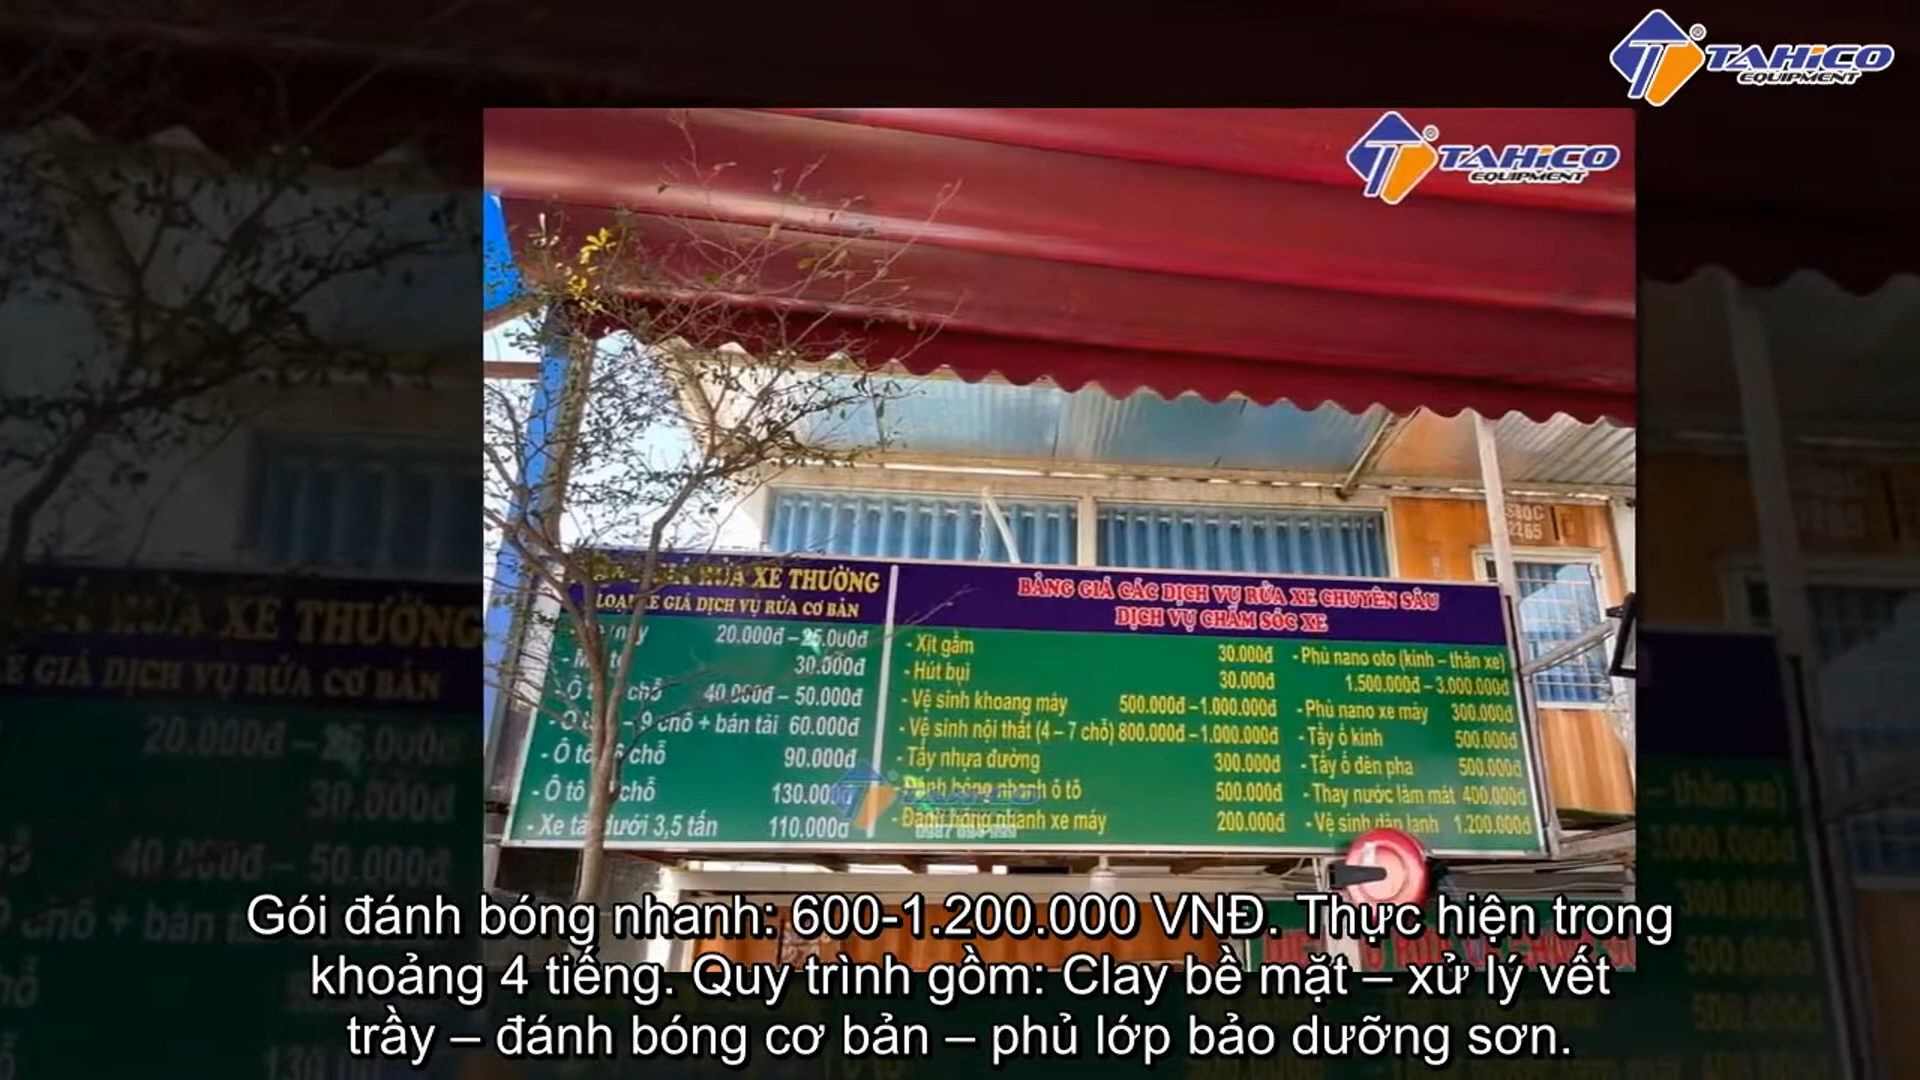 TAHICO
EQUIPMENT
TAHICO
EQUIPMENT
GIÁ RỬA XE THƯỜNG
GIÁ DỊCH VỤ RỬA CƠ BẢN
20.000đ – 25.000đ
30.000đ
- Ô chỗ 40.000đ – 50.000đ
- Ô – 9 chỗ + bán tải 60.000đ
- Ô tô chỗ 90.000đ
- Ô tô chỗ 130.000đ
- Xe tải dưới 3,5 tấn 110.000đ
BẢNG GIÁ CÁC DỊCH VỤ RỬA XE CHUYÊN SÂU
DỊCH VỤ CHĂM SÓC XE
- Xịt gầm 30.000đ
- Hút bụi 30.000đ
- Vệ sinh khoang máy 500.000đ –1.000.000đ
- Vệ sinh nội thất (4 – 7 chỗ) 800.000đ –1.000.000đ
- Tẩy nhựa đường 300.000đ
- Đánh bóng nhanh ô tô 500.000đ
- Đánh bóng nhanh xe máy 200.000đ
- Phủ nano oto (kính – thân xe)
1.500.000đ – 3.000.000đ
- Phủ nano xe máy 300.000đ
- Tẩy ố kính 500.000đ
- Tẩy ố đèn pha 500.000đ
- Thay nước làm mát 400.000đ
- Vệ sinh dàn lạnh 1.200.000đ
Gói đánh bóng nhanh: 600-1.200.000 VNĐ. Thực hiện trong
khoảng 4 tiếng. Quy trình gồm: Clay bề mặt – xử lý vết
trầy – đánh bóng cơ bản – phủ lớp bảo dưỡng sơn.